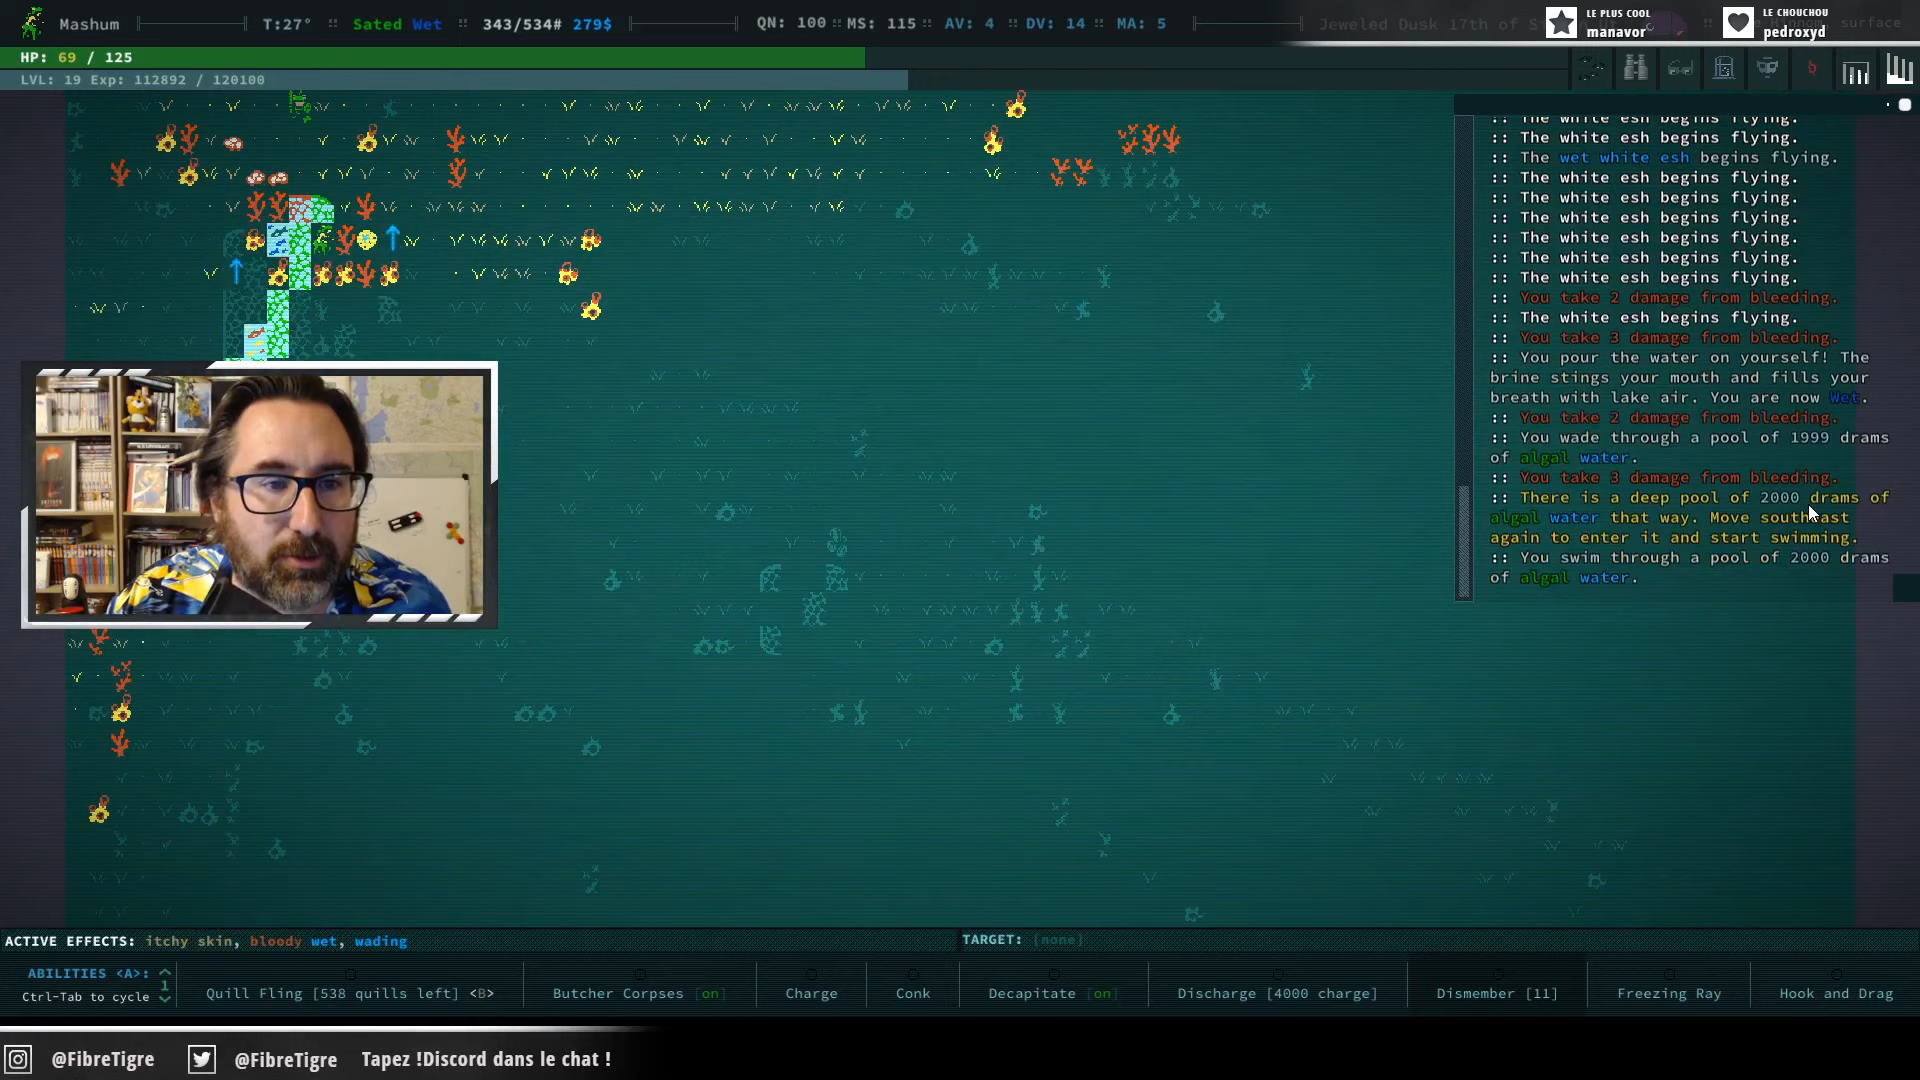 Mashum
T:27° :: Sated Wet :: 343/534# 279$
QN: 100 :: MS: 115 :: AV: 4 :: DV: 14 :: MA: 5
Jeweled Dusk 17th of
surface
LE PLUS COOL
manavor
LE CHOUCHOU
pedroxyd
HP: 69 / 125
LVL: 19 Exp: 112892 / 120100
:: The white esh begins flying.
:: The white esh begins flying.
:: The wet white esh begins flying.
:: The white esh begins flying.
:: The white esh begins flying.
:: The white esh begins flying.
:: The white esh begins flying.
:: The white esh begins flying.
:: The white esh begins flying.
:: You take 2 damage from bleeding.
:: The white esh begins flying.
:: You take 3 damage from bleeding.
:: You pour the water on yourself! The
brine stings your mouth and fills your
breath with lake air. You are now Wet.
:: You take 2 damage from bleeding.
:: You wade through a pool of 1999 drams
of algal water.
:: You take 3 damage from bleeding.
:: There is a deep pool of 2000 drams of
algal water that way. Move southeast
again to enter it and start swimming.
:: You swim through a pool of 2000 drams
of algal water.
ACTIVE EFFECTS: itchy skin, bloody wet, wading
TARGET: [none]
ABILITIES <A>:
1
Ctrl-Tab to cycle
Quill Fling [538 quills left] <B>
Butcher Corpses [on]
Charge
Conk
Decapitate [on]
Discharge [4000 charge]
Dismember [11]
Freezing Ray
Hook and Drag
@FibreTigre
@FibreTigre
Tapez !Discord dans le chat !